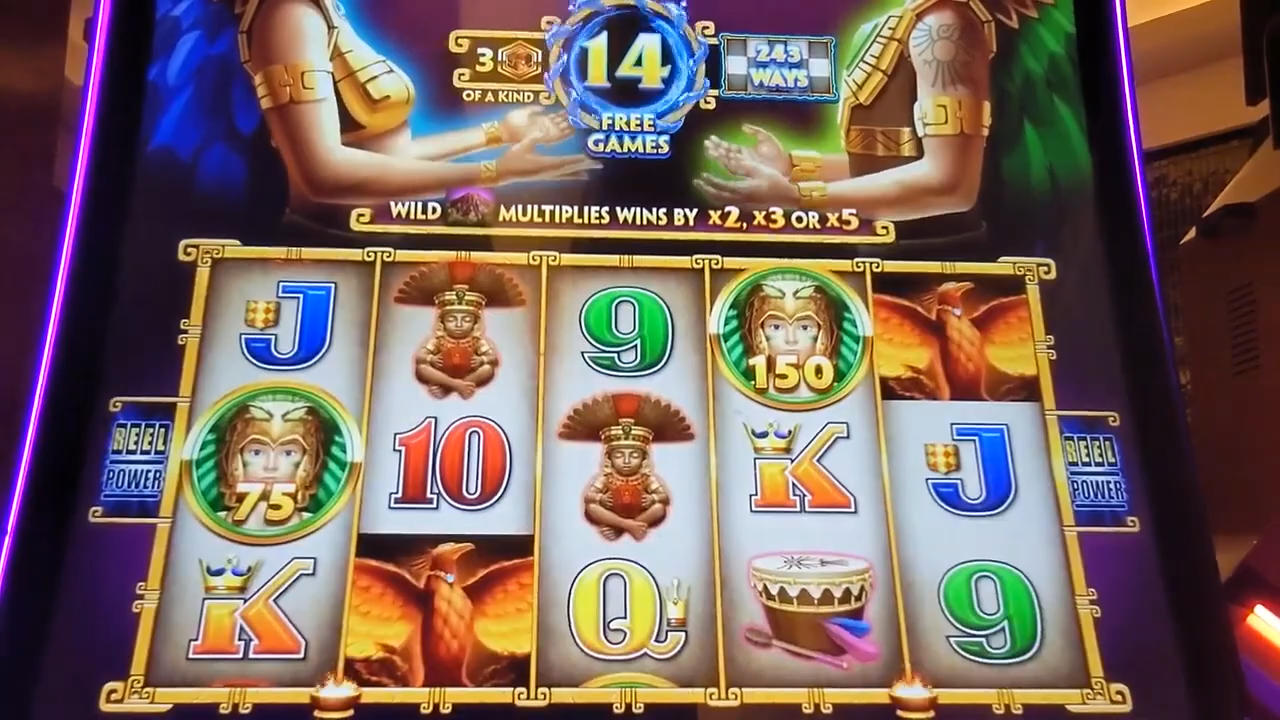 3
OF A KIND
14
FREE
GAMES
243
WAYS
WILD MULTIPLIES WINS BY x2, x3 OR x5
J
9
150
REEL
POWER
75
10
K
J
REEL
POWER
K
Q
9